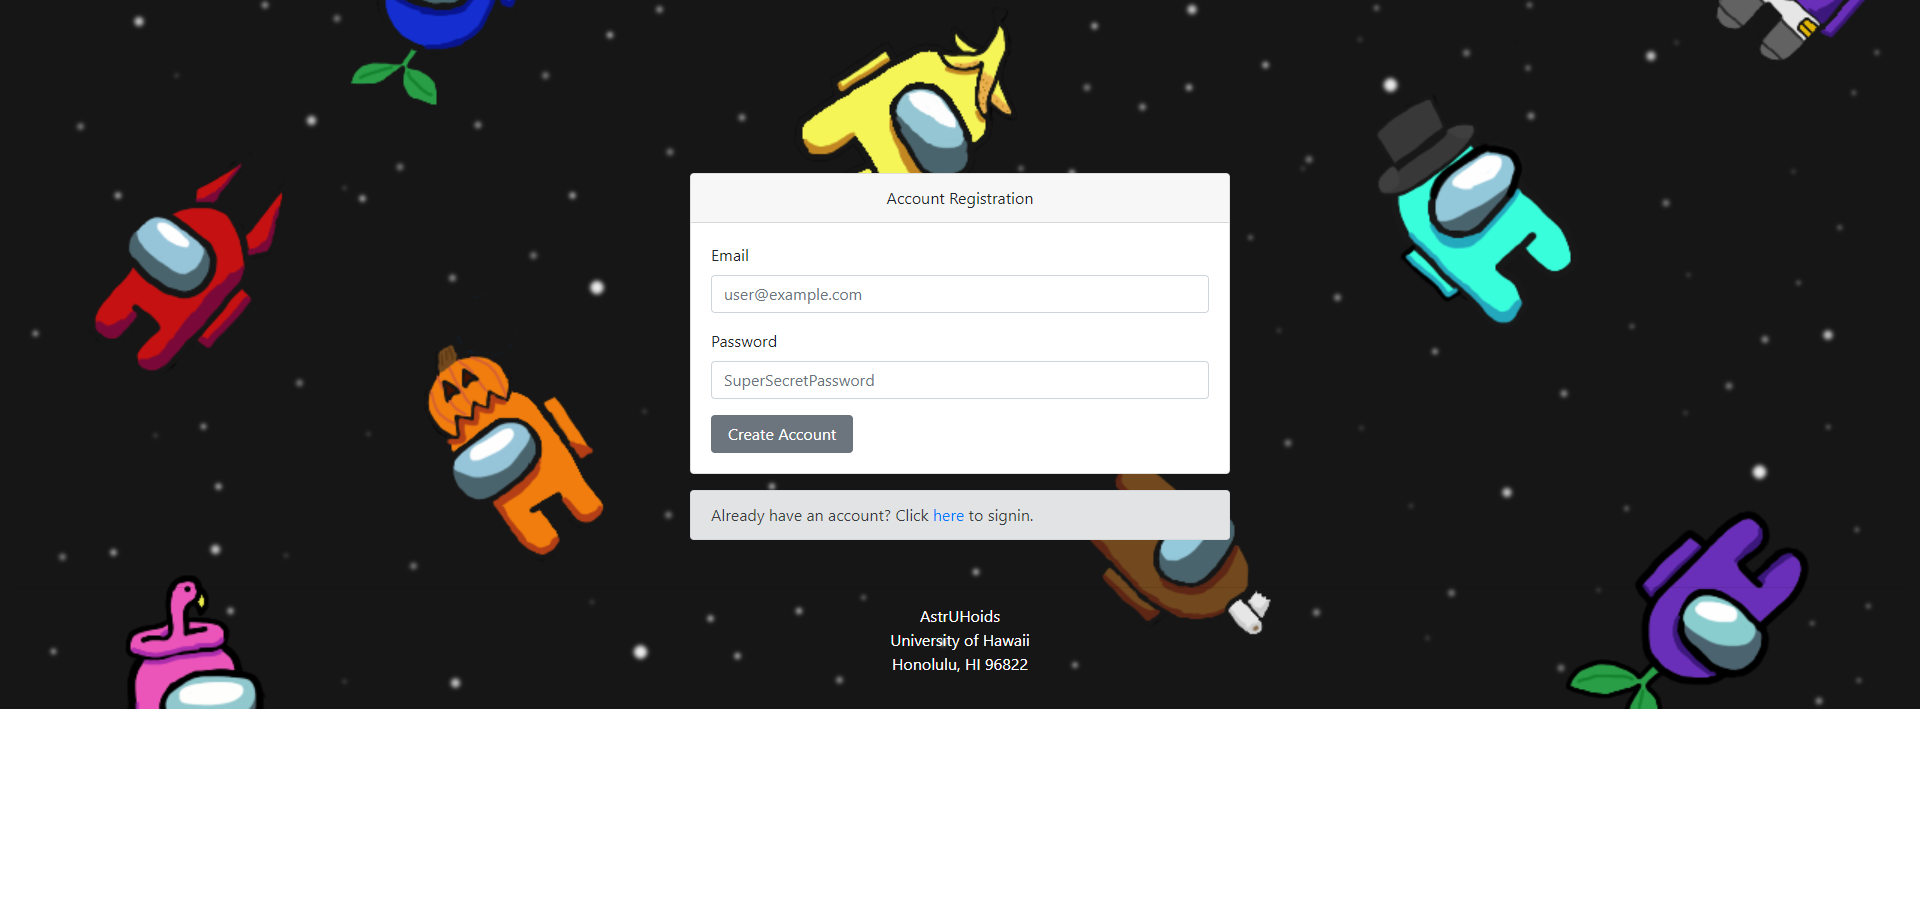 Account Registration
Email
user@example.com
Password
SuperSecretPassword
Create Account
Already have an account? Click here to signin.
AstrUHoids
University of Hawaii
Honolulu, HI 96822